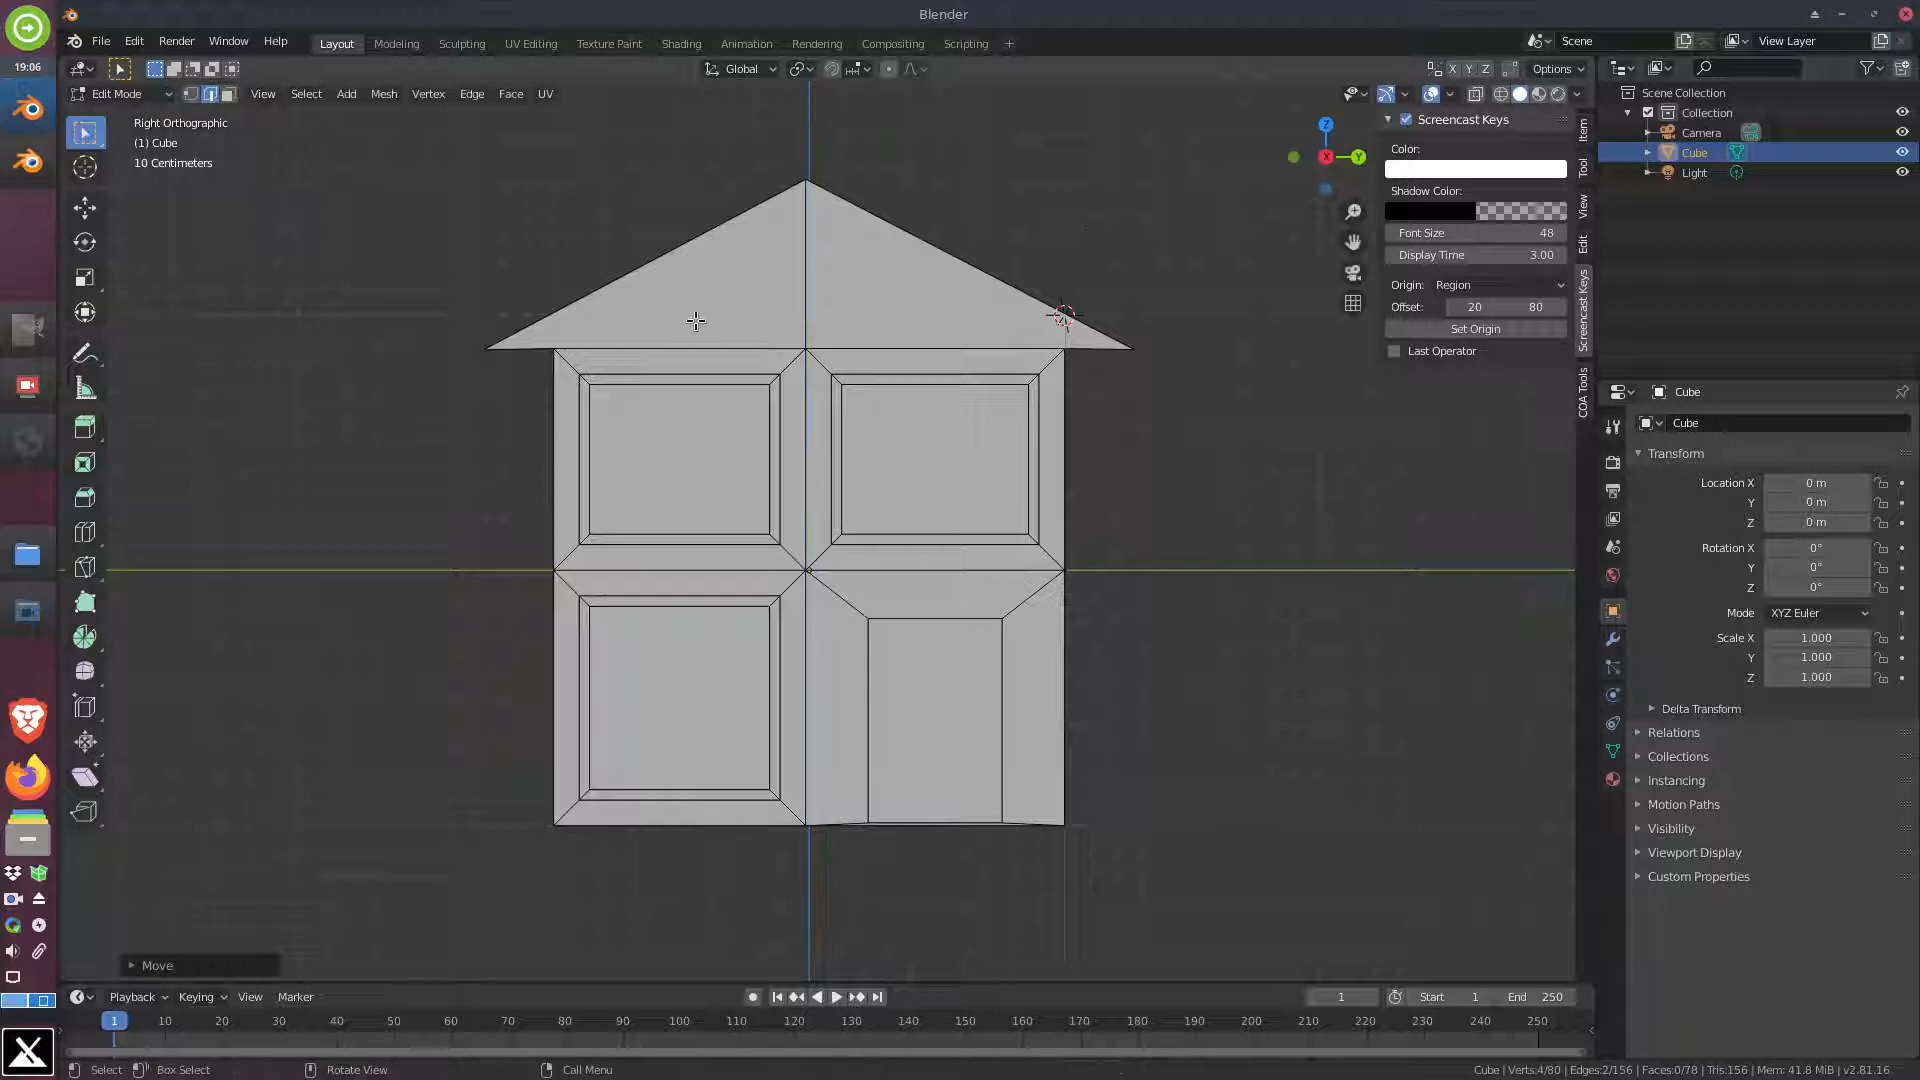 Blender
19:06
File Edit Render Window Help
Layout Modeling Sculpting UV Editing Texture Paint Shading Animation Rendering Compositing Scripting +
Scene
View Layer
Global
X Y Z
Options
Edit Mode
View Select Add Mesh Vertex Edge Face UV
Right Orthographic
(1) Cube
10 Centimeters
Z
X
Y
Screencast Keys
Color:
Shadow Color:
Font Size 48
Display Time 3.00
Origin: Region
Offset: 20 80
Set Origin
Last Operator
Item
Tool
View
Edit
Screencast Keys
COA Tools
Scene Collection
Collection
Camera
Cube
Light
Cube
Cube
Transform
Location X 0 m
Y 0 m
Z 0 m
Rotation X 0°
Y 0°
Z 0°
Mode XYZ Euler
Scale X 1.000
Y 1.000
Z 1.000
Delta Transform
Relations
Collections
Instancing
Motion Paths
Visibility
Viewport Display
Custom Properties
Move
Playback Keying View Marker
1
Start 1 End 250
1 10 20 30 40 50 60 70 80 90 100 110 120 130 140 150 160 170 180 190 200 210 220 230 240 250
Select Box Select Rotate View Call Menu
Cube | Verts:4/80 | Edges:2/156 | Faces:0/78 | Tris:156 | Mem: 41.8 MiB | v2.81.16